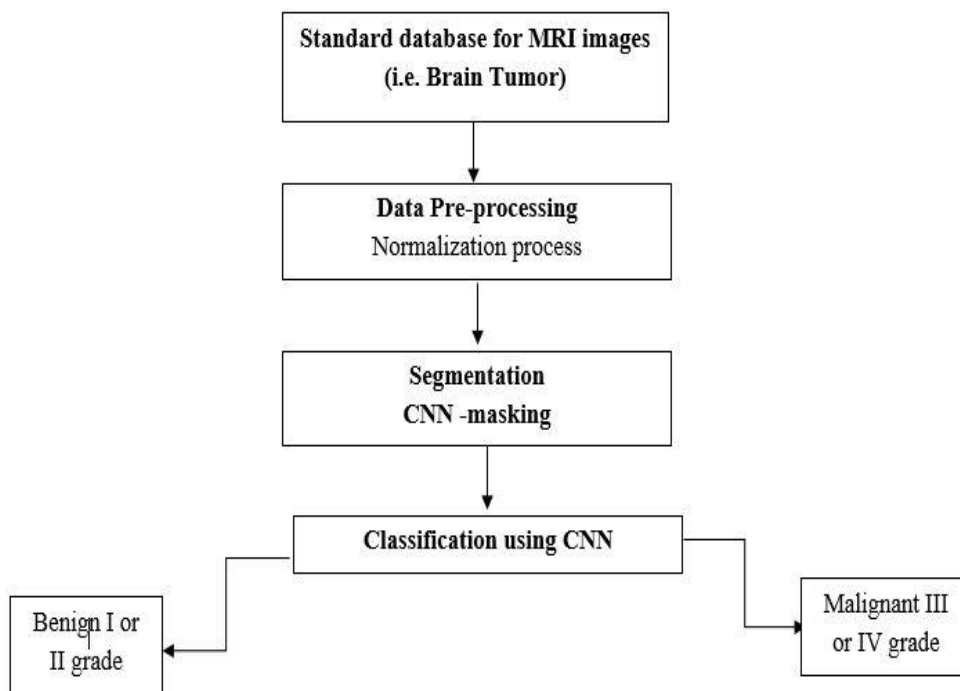 Standard database for MRI images
(i.e. Brain Tumor)
Data Pre-processing
Normalization process
Segmentation
CNN -masking
Classification using CNN
Benign I or
II grade
Malignant III
or IV grade